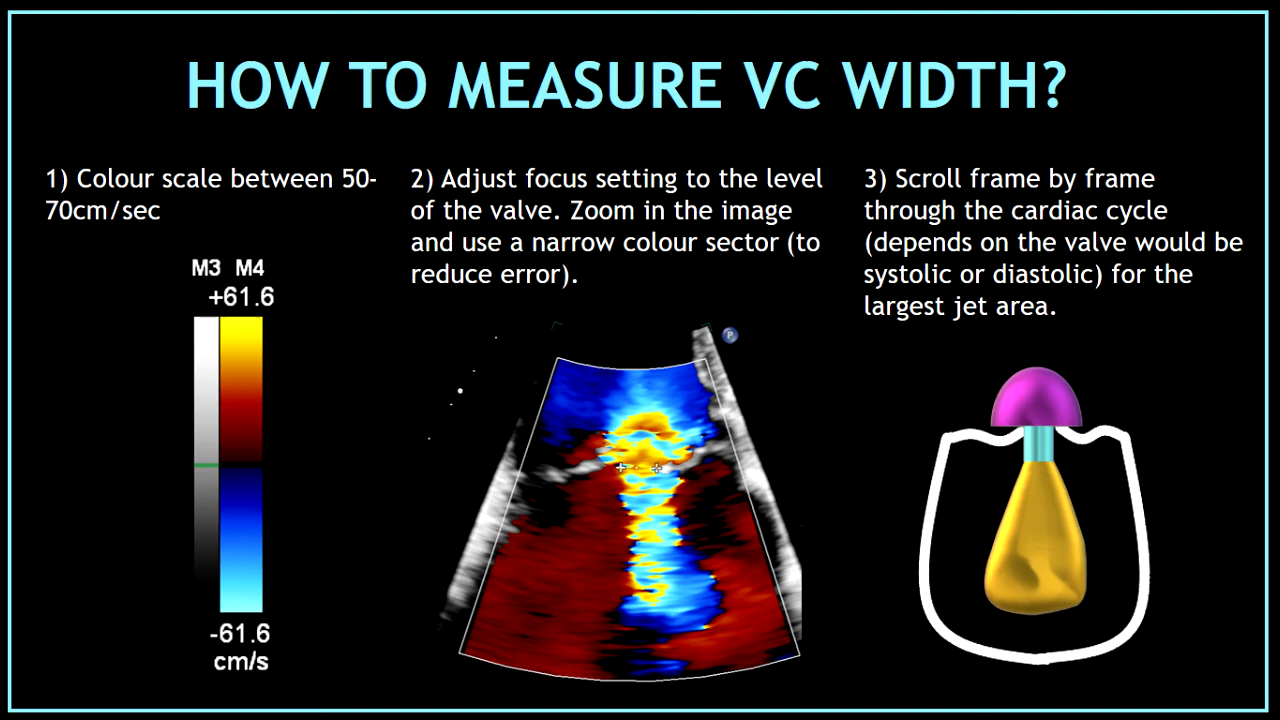 HOW TO MEASURE VC WIDTH?
1) Colour scale between 50-
70cm/sec
M3 M4
+61.6
-61.6
cm/s
2) Adjust focus setting to the level
of the valve. Zoom in the image
and use a narrow colour sector (to
reduce error).
P
3) Scroll frame by frame
through the cardiac cycle
(depends on the valve would be
systolic or diastolic) for the
largest jet area.